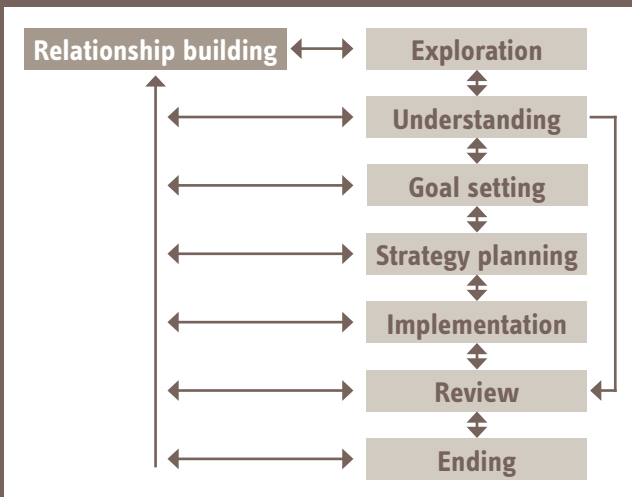 Relationship building
Exploration
Understanding
Goal setting
Strategy planning
Implementation
Review
Ending